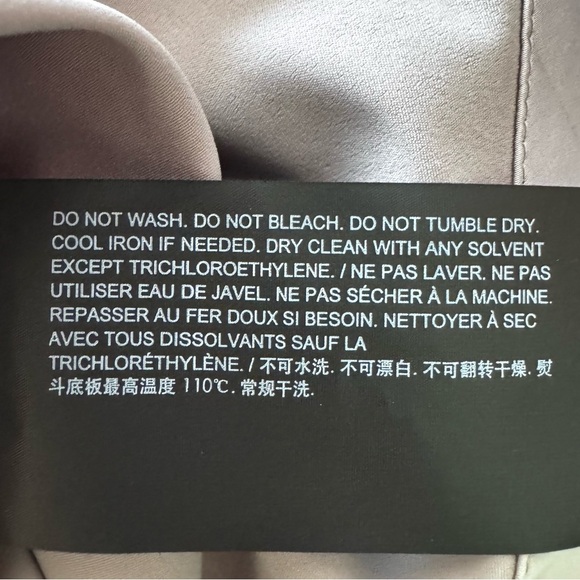 DO NOT WASH. DO NOT BLEACH. DO NOT TUMBLE DRY.
COOL IRON IF NEEDED. DRY CLEAN WITH ANY SOLVENT
EXCEPT TRICHLOROETHYLENE. / NE PAS LAVER. NE PAS
UTILISER EAU DE JAVEL. NE PAS SÉCHER À LA MACHINE.
REPASSER AU FER DOUX SI BESOIN. NETTOYER À SEC
AVEC TOUS DISSOLVANTS SAUF LA
TRICHLORÉTHYLÈNE. / 不可水洗. 不可漂白. 不可翻转干燥. 熨
斗底板最高温度 110℃. 常规干洗.